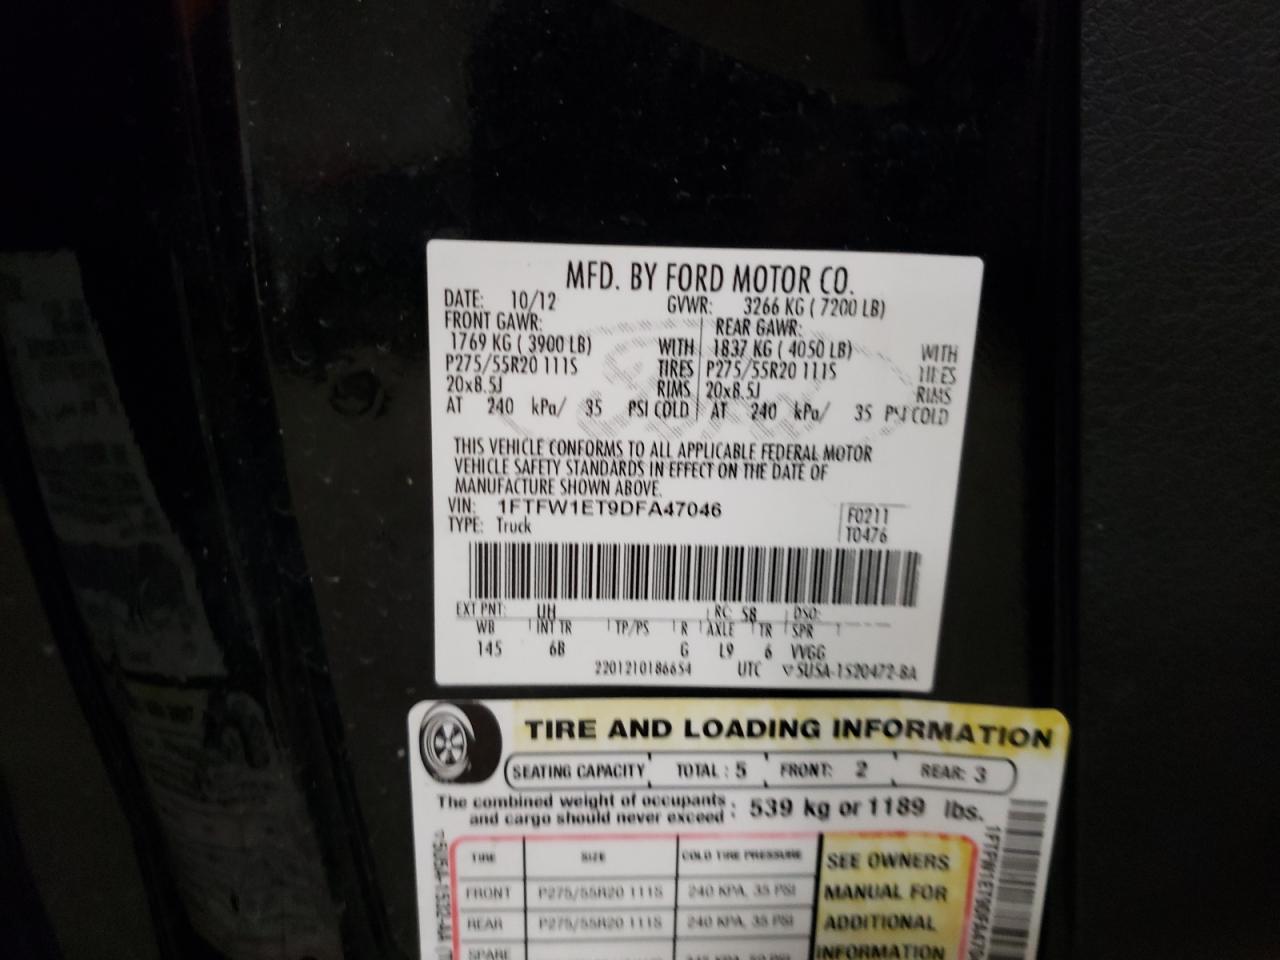 MFD. BY FORD MOTOR CO.
DATE: 10/12 GVWR: 3266 KG ( 7200 LB)
FRONT GAWR: REAR GAWR:
1769 KG ( 3900 LB) WITH 1837 KG ( 4050 LB) WITH
P275/55R20 111S TIRES P275/55R20 111S TIRES
20x8.5J RIMS 20x8.5J RIMS
AT 240 kPa/ 35 PSI COLD AT 240 kPa/ 35 PSI COLD
THIS VEHICLE CONFORMS TO ALL APPLICABLE FEDERAL MOTOR
VEHICLE SAFETY STANDARDS IN EFFECT ON THE DATE OF
MANUFACTURE SHOWN ABOVE.
VIN: 1FTFW1ET9DFA47046
TYPE: Truck
F0211
T0476
EXT PNT: UH RC: 58 DSO:
WB INT TR TP/PS R AXLE TR SPR
145 6B G L9 6 VVGG
2201210186654 UTC ▽5USA-1520472-BA
TIRE AND LOADING INFORMATION
SEATING CAPACITY TOTAL : 5 FRONT: 2 REAR: 3
The combined weight of occupants
and cargo should never exceed : 539 kg or 1189 lbs.
TIRE SIZE COLD TIRE PRESSURE SEE OWNERS
FRONT P275/55R20 111S 240 KPA, 35 PSI MANUAL FOR
REAR P275/55R20 111S 240 KPA, 35 PSI ADDITIONAL
SPARE INFORMATION